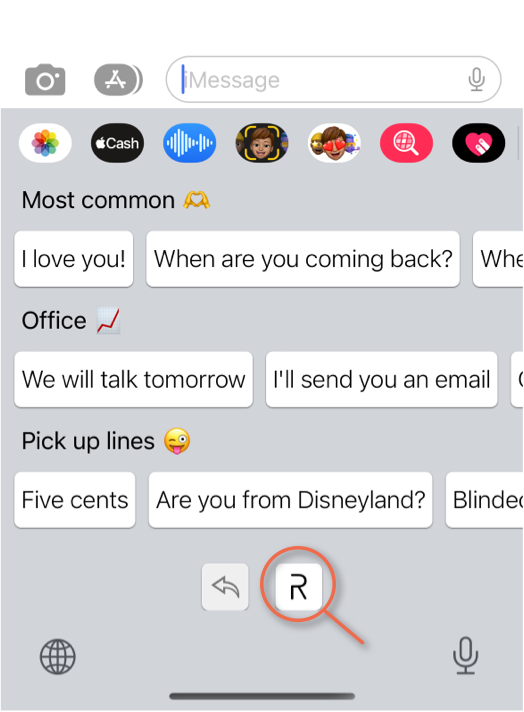 iMessage
Cash
Most common
I love you! When are you coming back? Whe
Office
We will talk tomorrow I'll send you an email
Pick up lines
Five cents Are you from Disneyland? Blinded
R